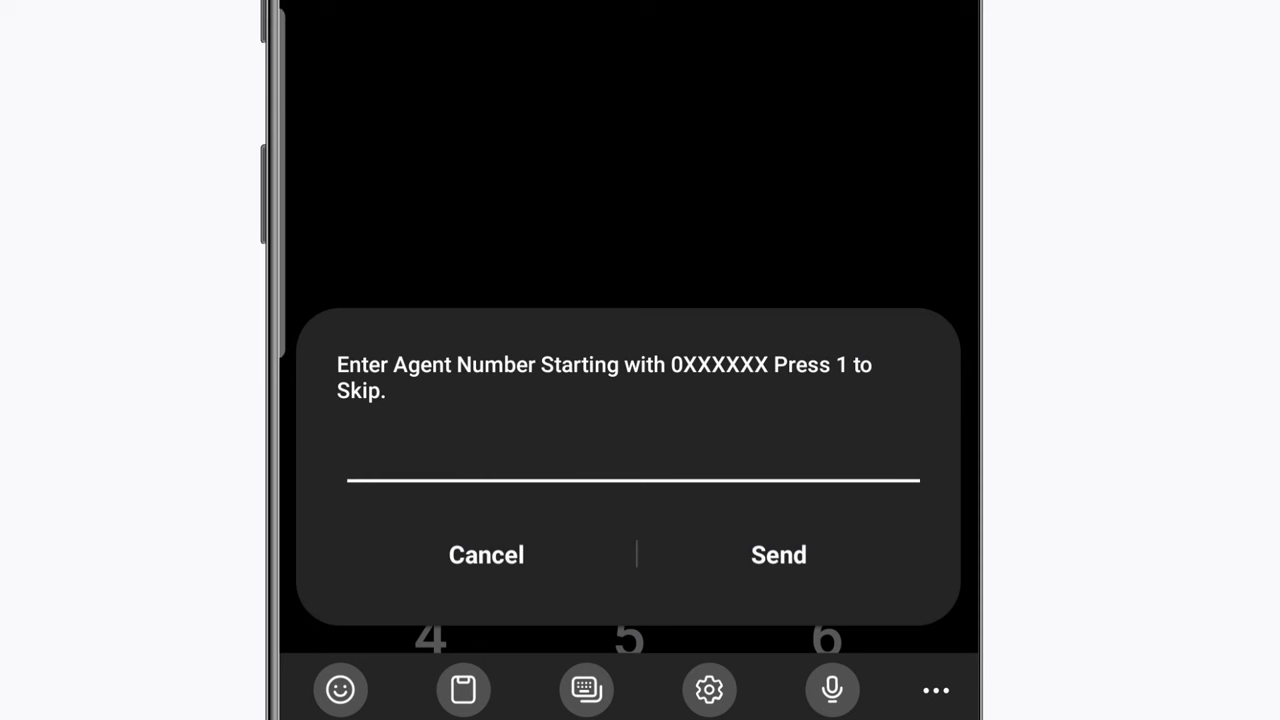 Enter Agent Number Starting with 0XXXXXX Press 1 to
Skip.
Cancel
Send
4 5 6